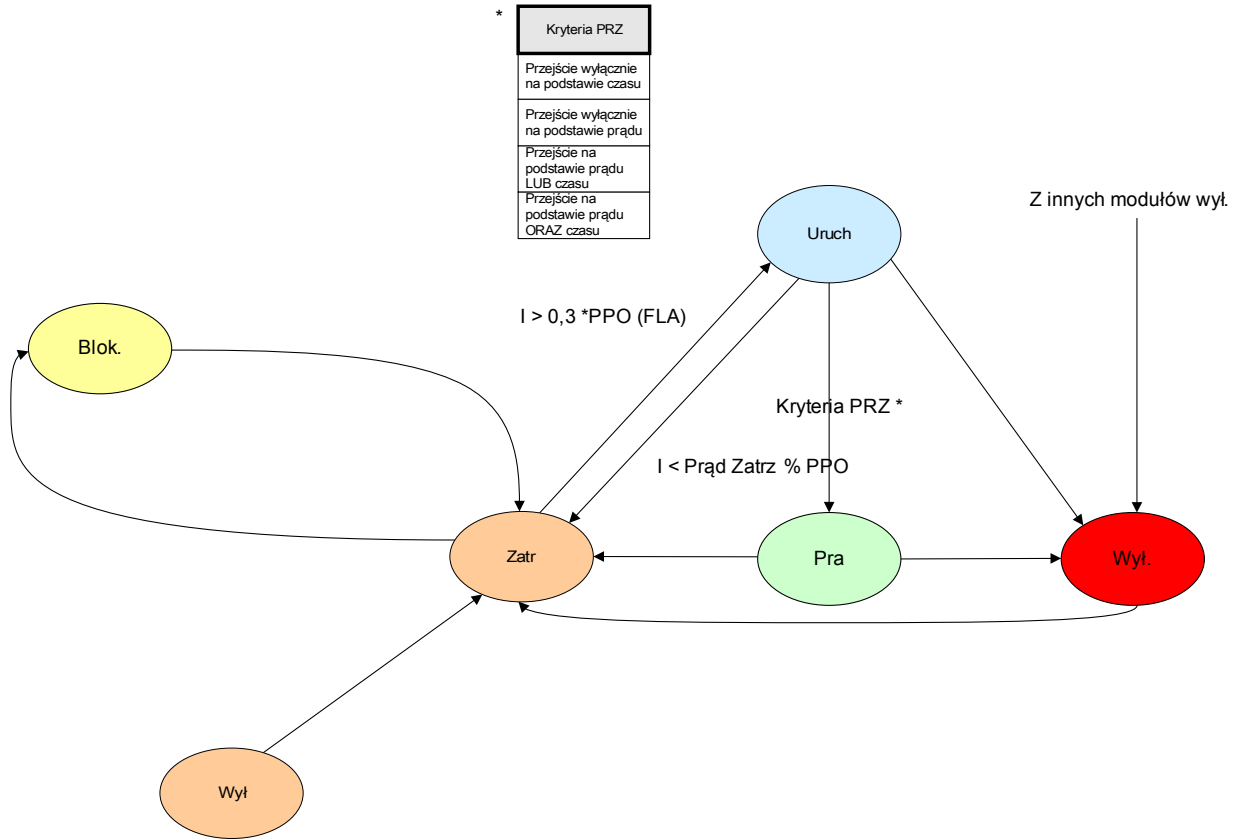 *
Kryteria PRZ
Przejście wyłącznie
na podstawie czasu
Przejście wyłącznie
na podstawie prądu
Przejście na
podstawie prądu
LUB czasu
Przejście na
podstawie prądu
ORAZ czasu
Uruch
Z innych modułów wył.
I > 0,3 *PPO (FLA)
Blok.
Kryteria PRZ *
I < Prąd Zatrz % PPO
Zatr
Pra
Wył.
Wył